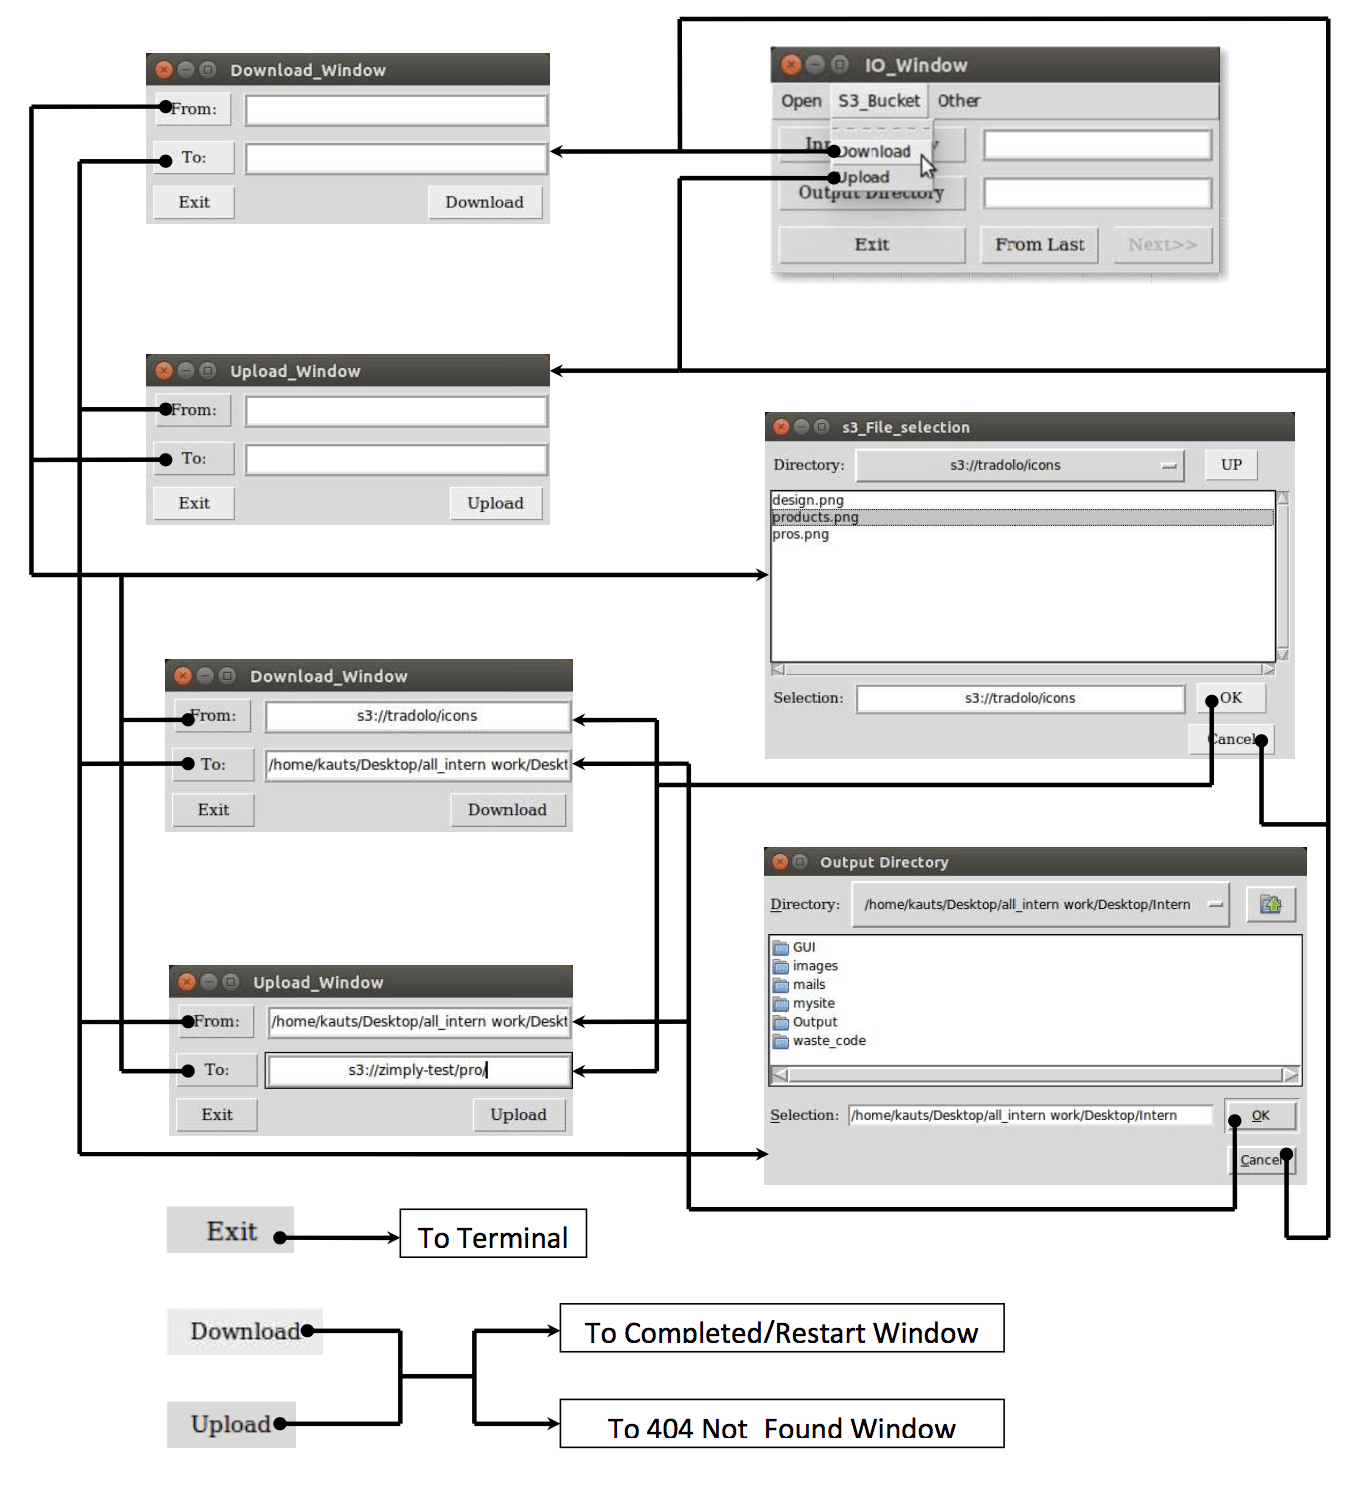 Download_Window
From:
To:
Exit Download
IO_Window
Open S3_Bucket Other
Download
Upload
Output Directory
Exit From Last Next>>
Upload_Window
From:
To:
Exit Upload
s3_File_selection
Directory: s3://tradolo/icons UP
design.png
products.png
pros.png
Selection: s3://tradolo/icons OK
Cancel
Download_Window
From: s3://tradolo/icons
To: /home/kauts/Desktop/all_intern work/Deskt
Exit Download
Output Directory
Directory: /home/kauts/Desktop/all_intern work/Desktop/Intern
GUI
images
mails
mysite
Output
waste_code
Selection: /home/kauts/Desktop/all_intern work/Desktop/Intern OK
Cancel
Upload_Window
From: /home/kauts/Desktop/all_intern work/Deskt
To: s3://zimply-test/pro/
Exit Upload
Exit To Terminal
Download To Completed/Restart Window
Upload To 404 Not Found Window